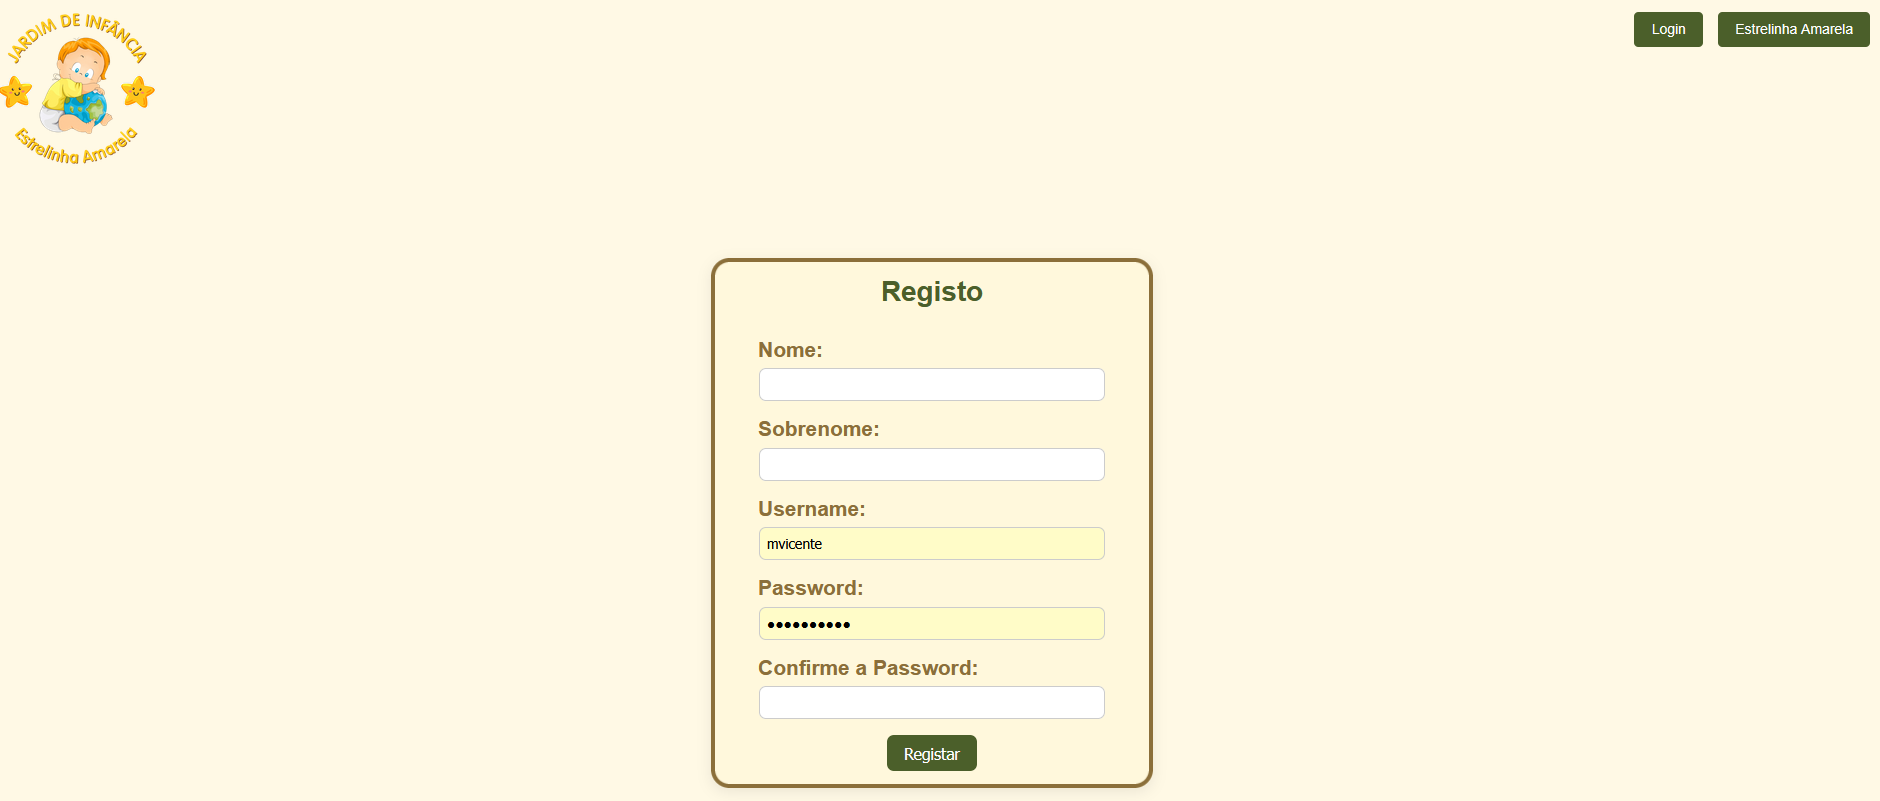 JARDIM DE INFÂNCIA
Estrelinha Amarela
Login
Estrelinha Amarela
Registo
Nome:
Sobrenome:
Username:
mvicente
Password:
••••••••••
Confirme a Password:
Registar